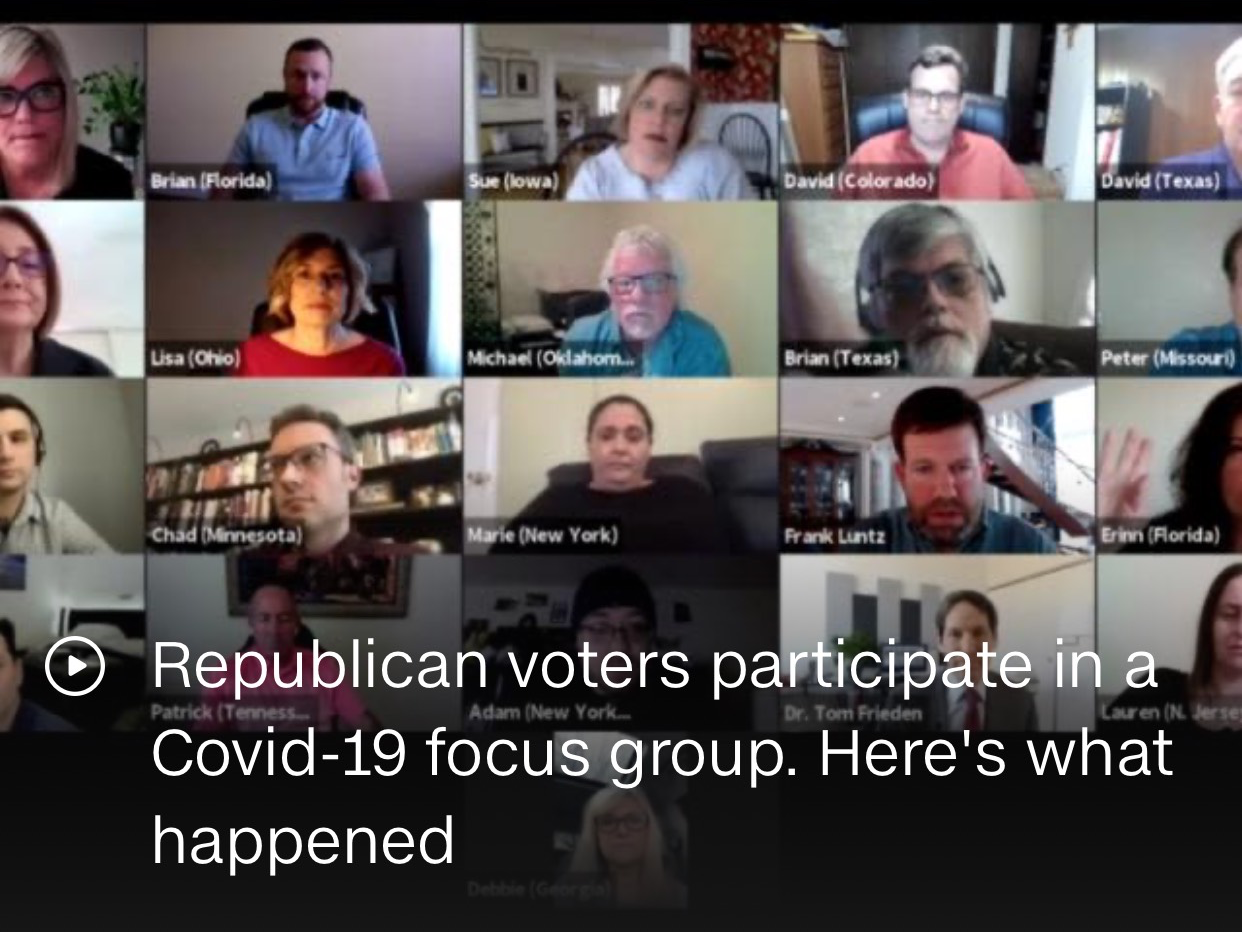 Brian (Florida)
Sue (Iowa)
David (Colorado)
David (Texas)
Lisa (Ohio)
Michael (Oklahom...
Brian (Texas)
Peter (Missouri)
Chad (Minnesota)
Marie (New York)
Frank Luntz
Erinn (Florida)
Patrick (Tenness...
Adam (New York...
Dr. Tom Frieden
Lauren (N. Jersey
Debbie (Georgia)
Republican voters participate in a
Covid-19 focus group. Here's what
happened